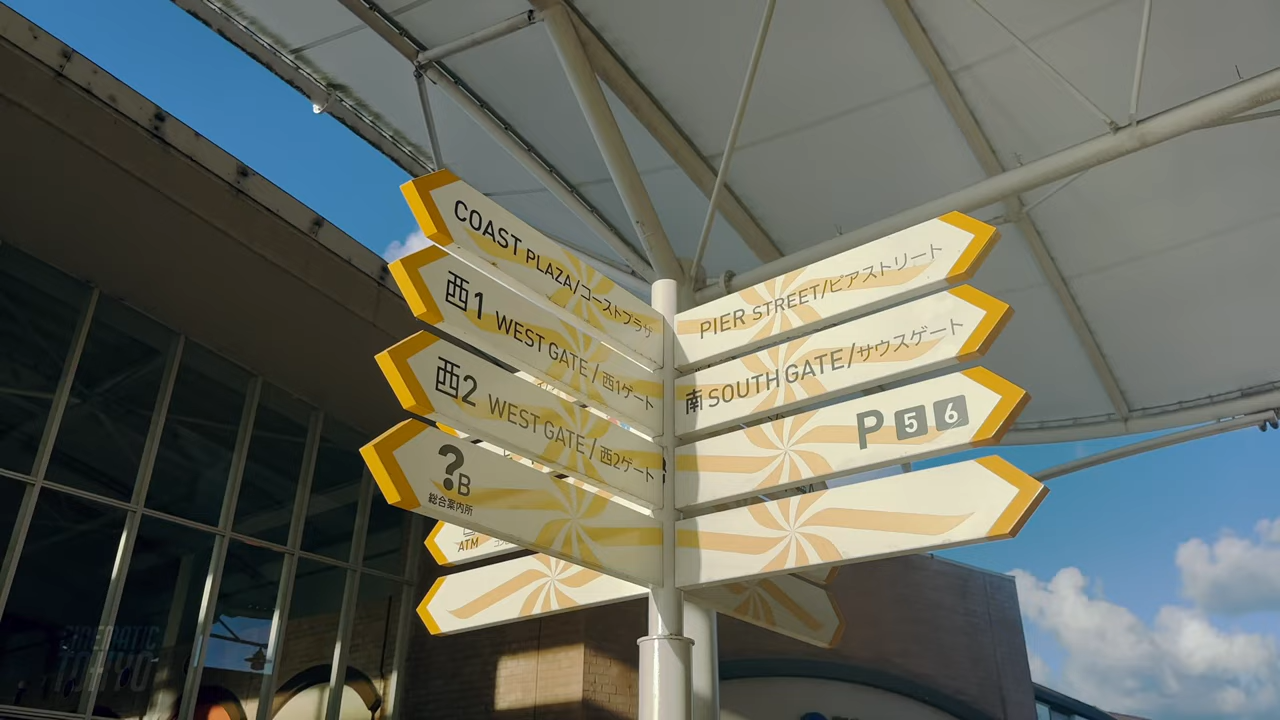 COAST PLAZA/コーストプラザ
西1 WEST GATE / 西1ゲート
西2 WEST GATE / 西2ゲート
?B
総合案内所
ATM
PIER STREET/ピアストリート
南 SOUTH GATE/サウスゲート
P 5 6
CINEMATIC
TOKYO